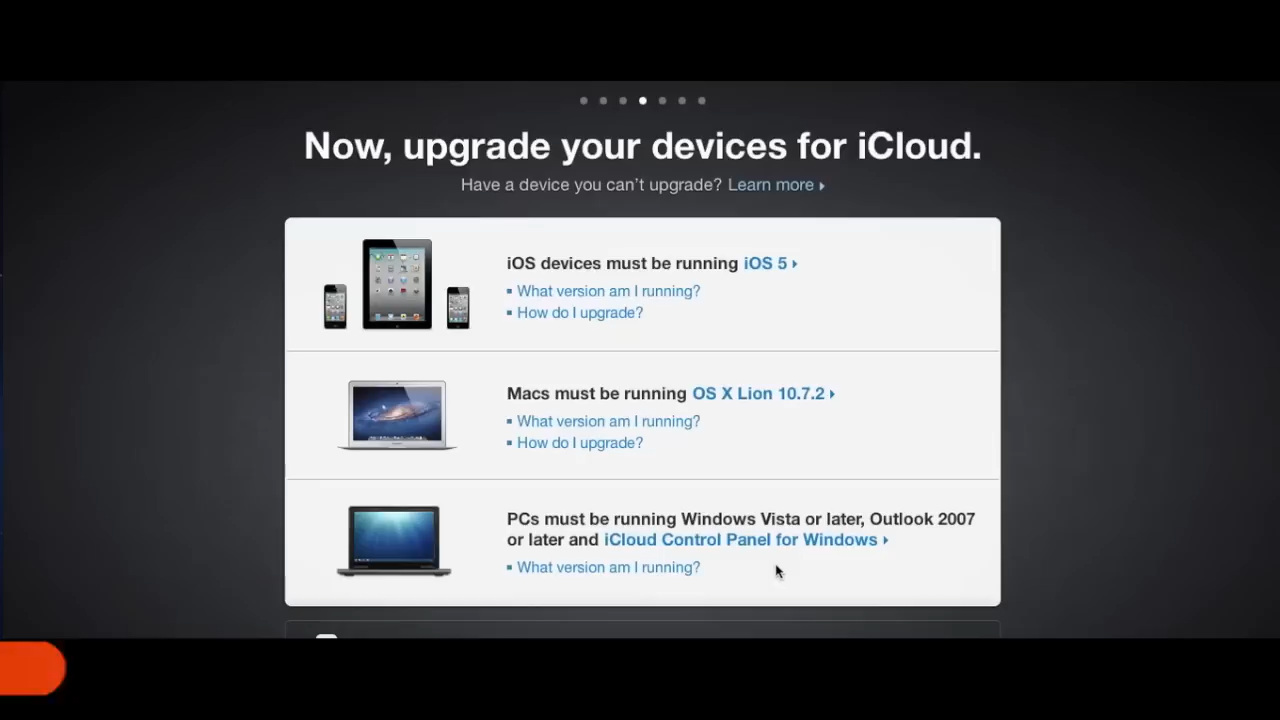 Now, upgrade your devices for iCloud.
Have a device you can't upgrade? Learn more
iOS devices must be running iOS 5
What version am I running?
How do I upgrade?
Macs must be running OS X Lion 10.7.2
What version am I running?
How do I upgrade?
PCs must be running Windows Vista or later, Outlook 2007
or later and iCloud Control Panel for Windows
What version am I running?